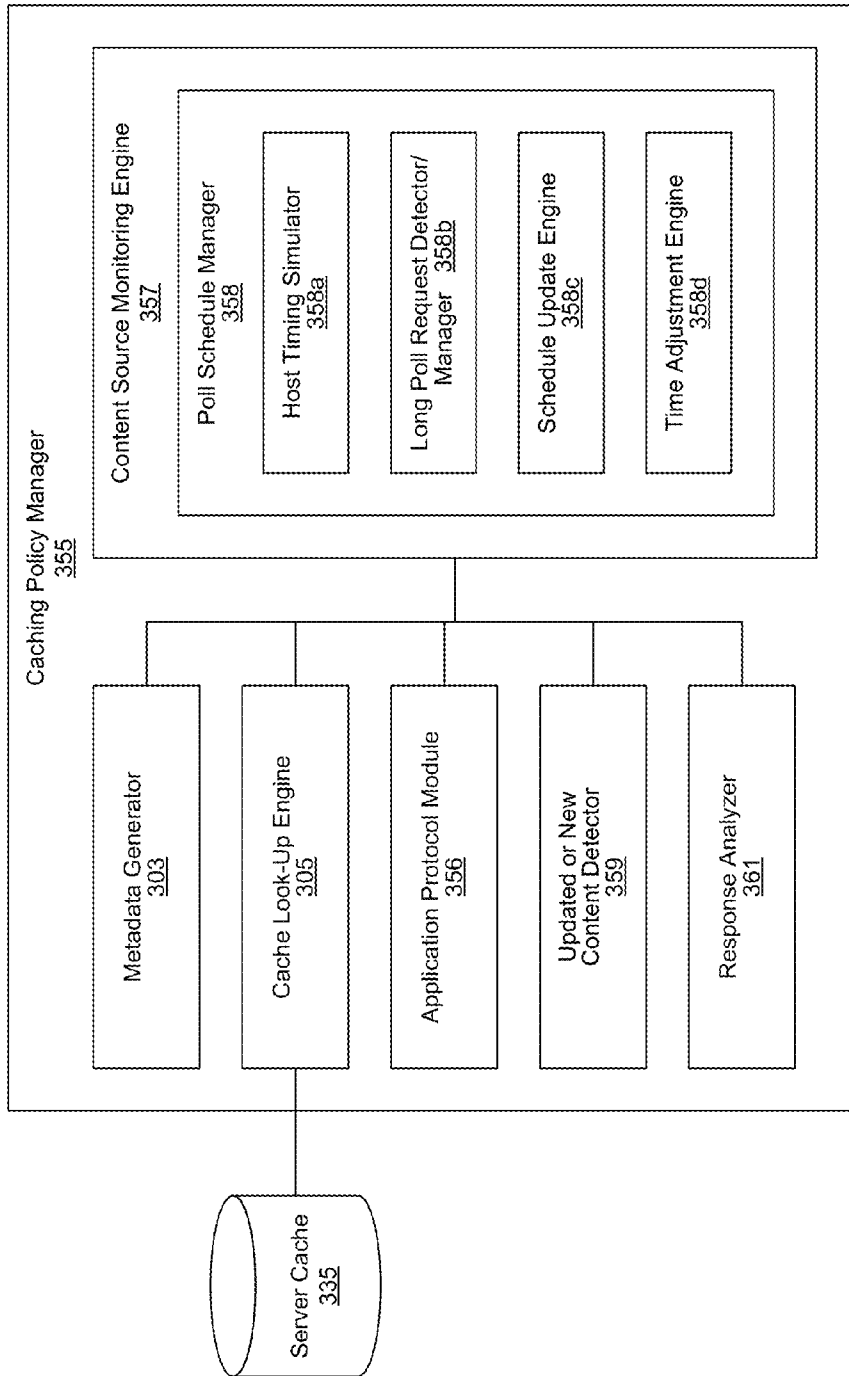 Caching Policy Manager
355
Server Cache
335
Metadata Generator
303
Cache Look-Up Engine
305
Application Protocol Module
356
Updated or New
Content Detector
359
Response Analyzer
361
Content Source Monitoring Engine
357
Poll Schedule Manager
358
Host Timing Simulator
358a
Long Poll Request Detector/
Manager 358b
Schedule Update Engine
358c
Time Adjustment Engine
358d